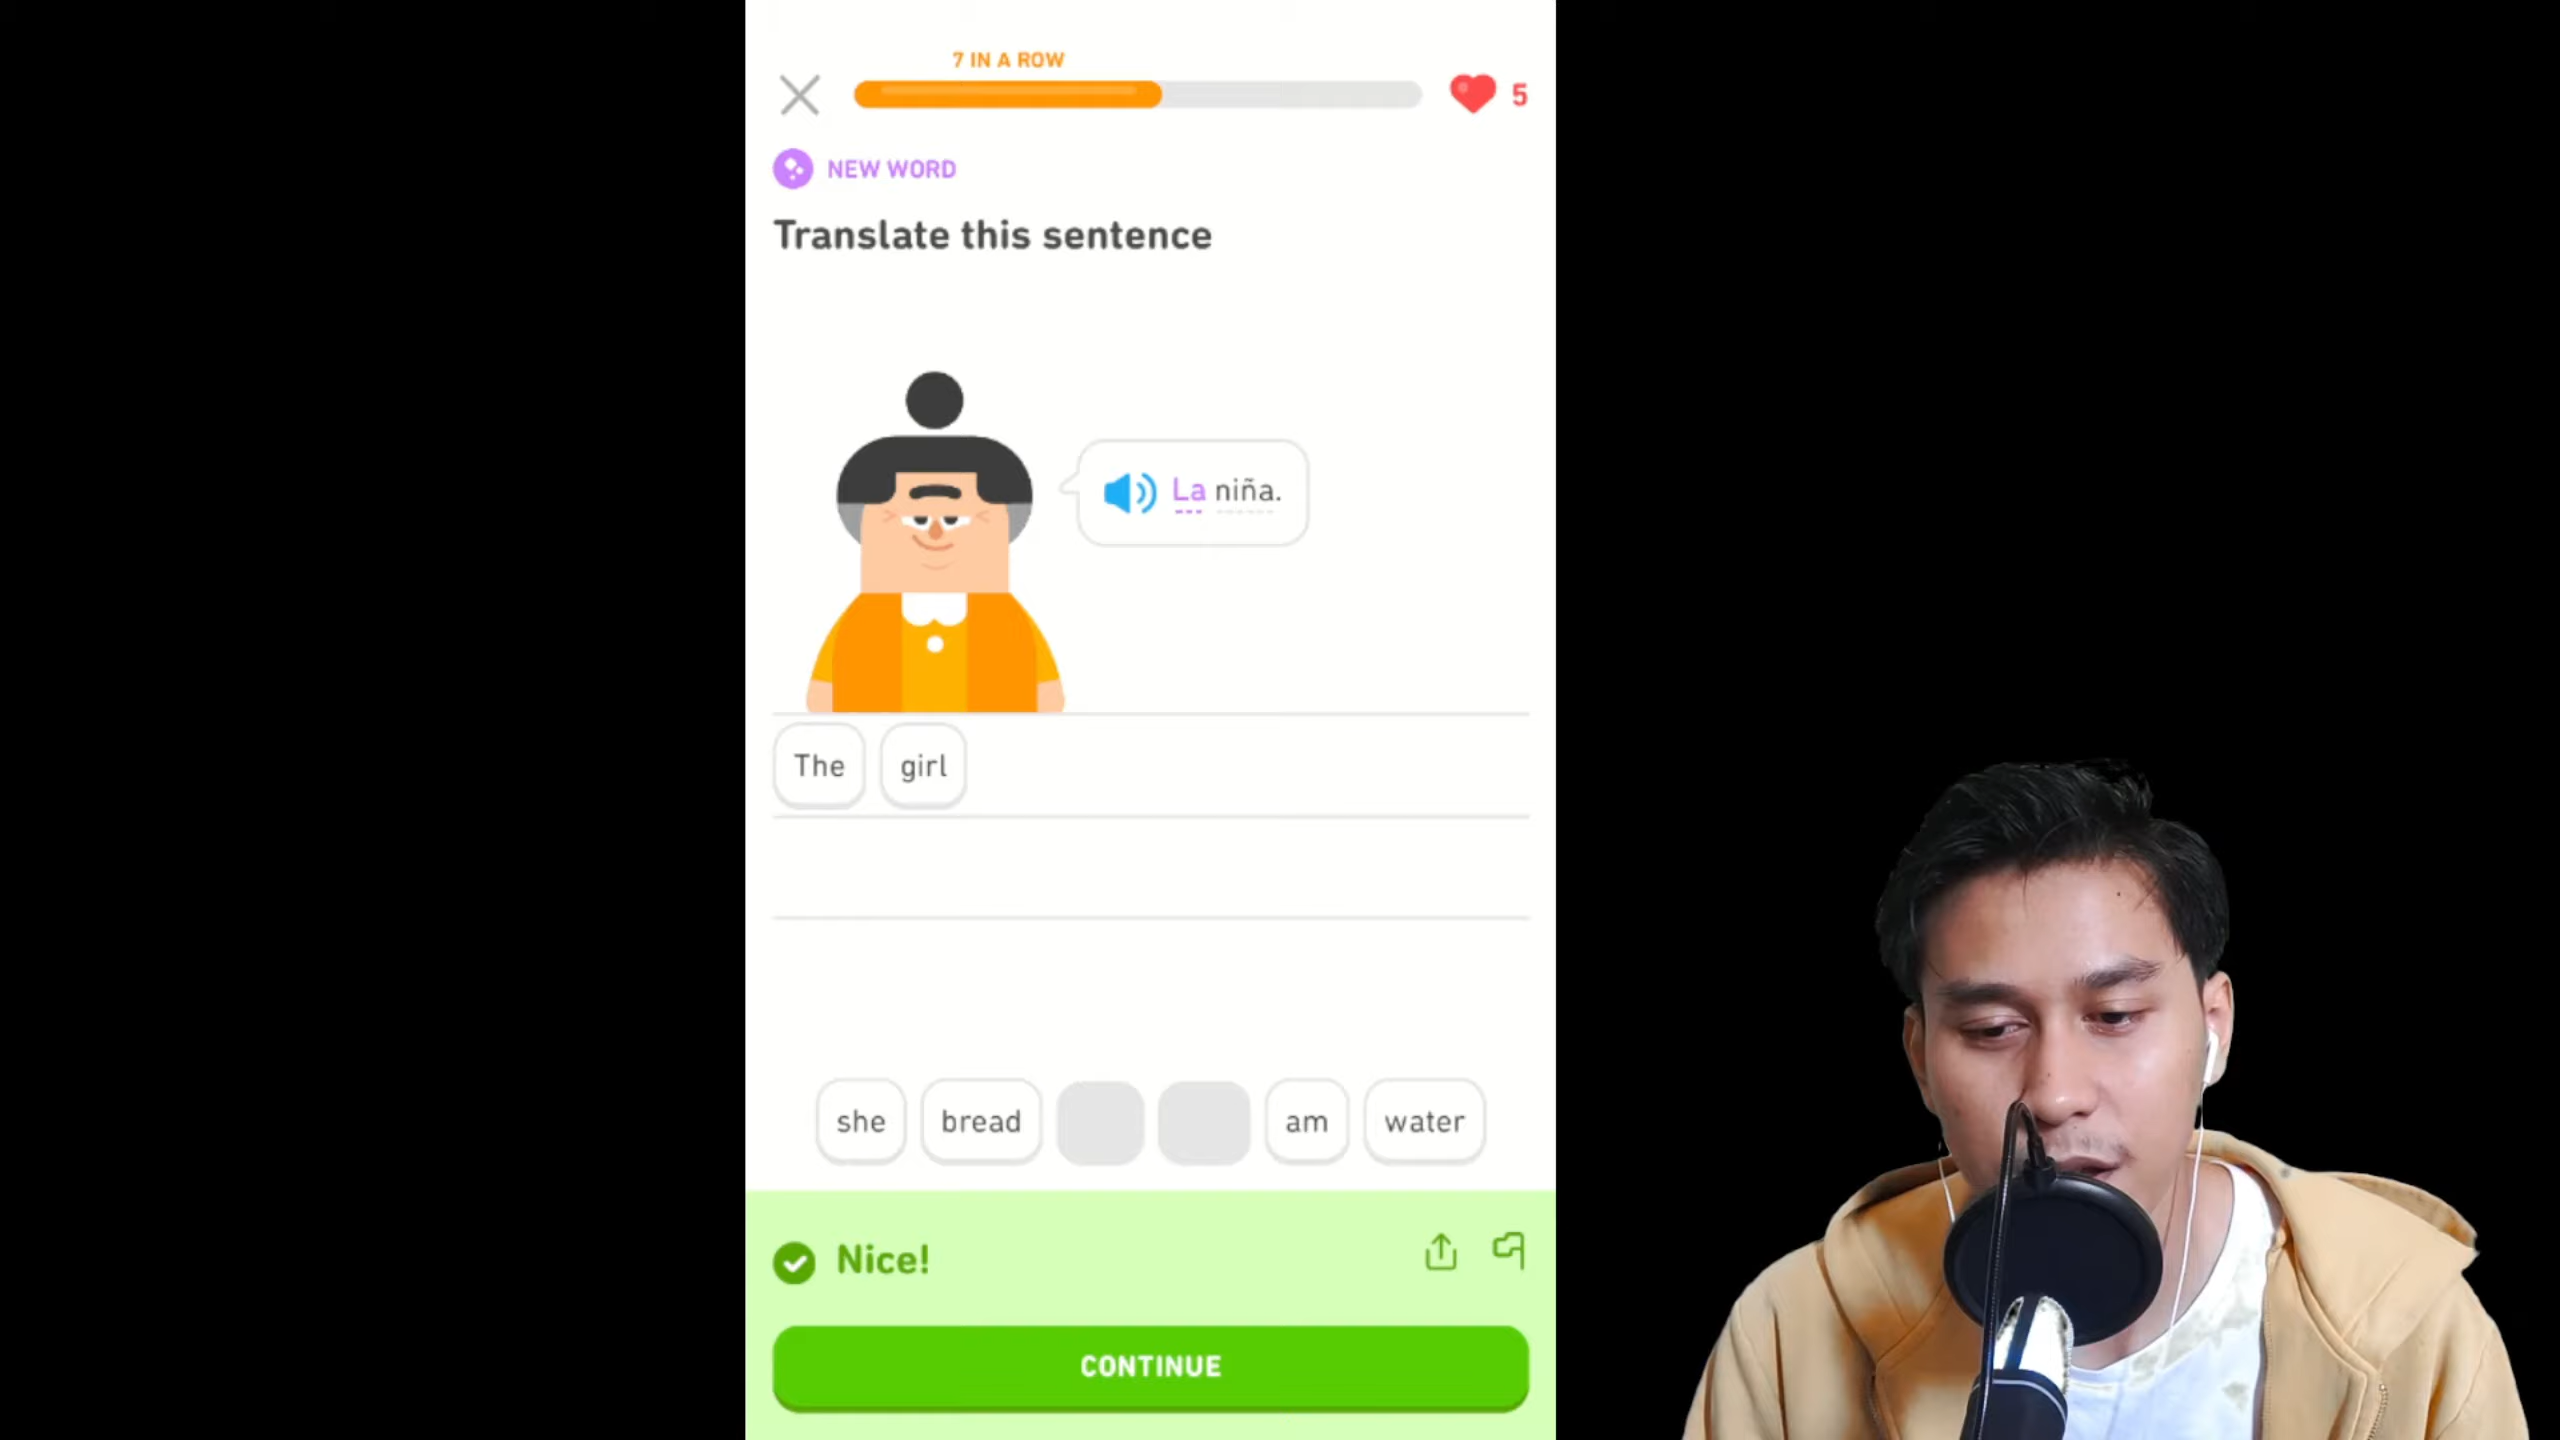 7 IN A ROW
5
NEW WORD
Translate this sentence
La niña.
The girl
she bread am water
Nice!
CONTINUE